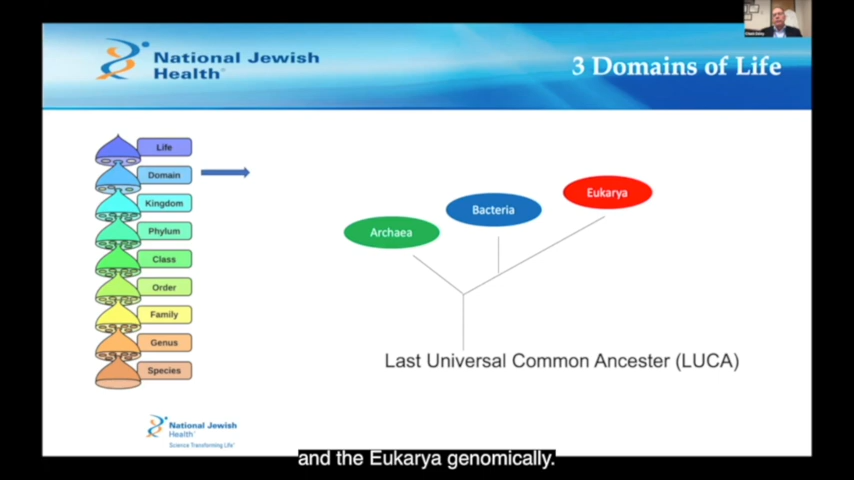 National Jewish
Health®
3 Domains of Life
Life
Domain
Kingdom
Phylum
Class
Order
Family
Genus
Species
Archaea
Bacteria
Eukarya
Last Universal Common Ancester (LUCA)
National Jewish
Health®
Science Transforming Life®
and the Eukarya genomically.